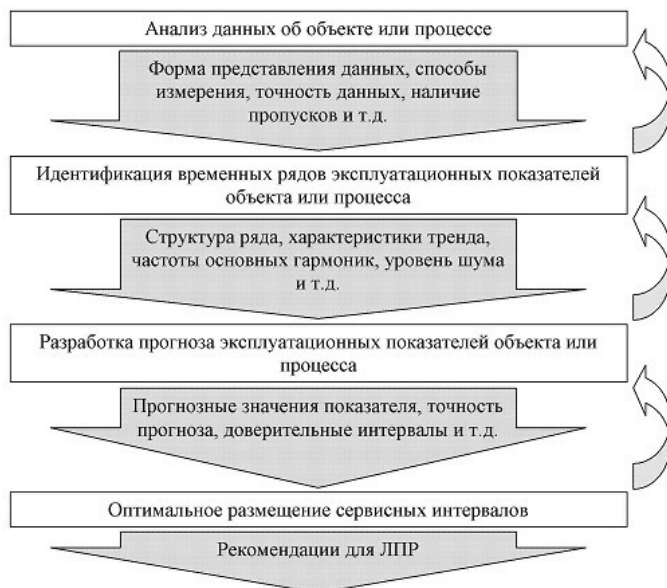 Анализ данных об объекте или процессе
Форма представления данных, способы
измерения, точность данных, наличие
пропусков и т.д.
Идентификация временных рядов эксплуатационных показателей
объекта или процесса
Структура ряда, характеристики тренда,
частоты основных гармоник, уровень шума
и т.д.
Разработка прогноза эксплуатационных показателей объекта или
процесса
Прогнозные значения показателя, точность
прогноза, доверительные интервалы и т.д.
Оптимальное размещение сервисных интервалов
Рекомендации для ЛПР